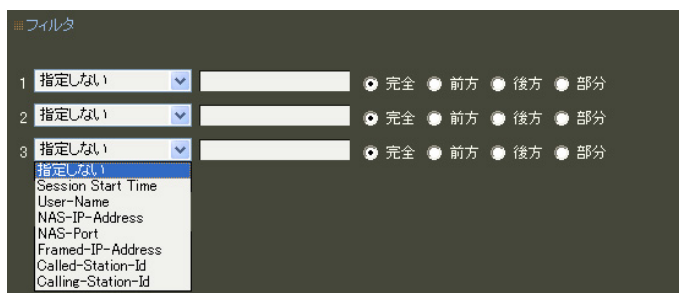 フィルタ
1 指定しない 完全 前方 後方 部分
2 指定しない 完全 前方 後方 部分
3 指定しない 完全 前方 後方 部分
指定しない
Session Start Time
User-Name
NAS-IP-Address
NAS-Port
Framed-IP-Address
Called-Station-Id
Calling-Station-Id